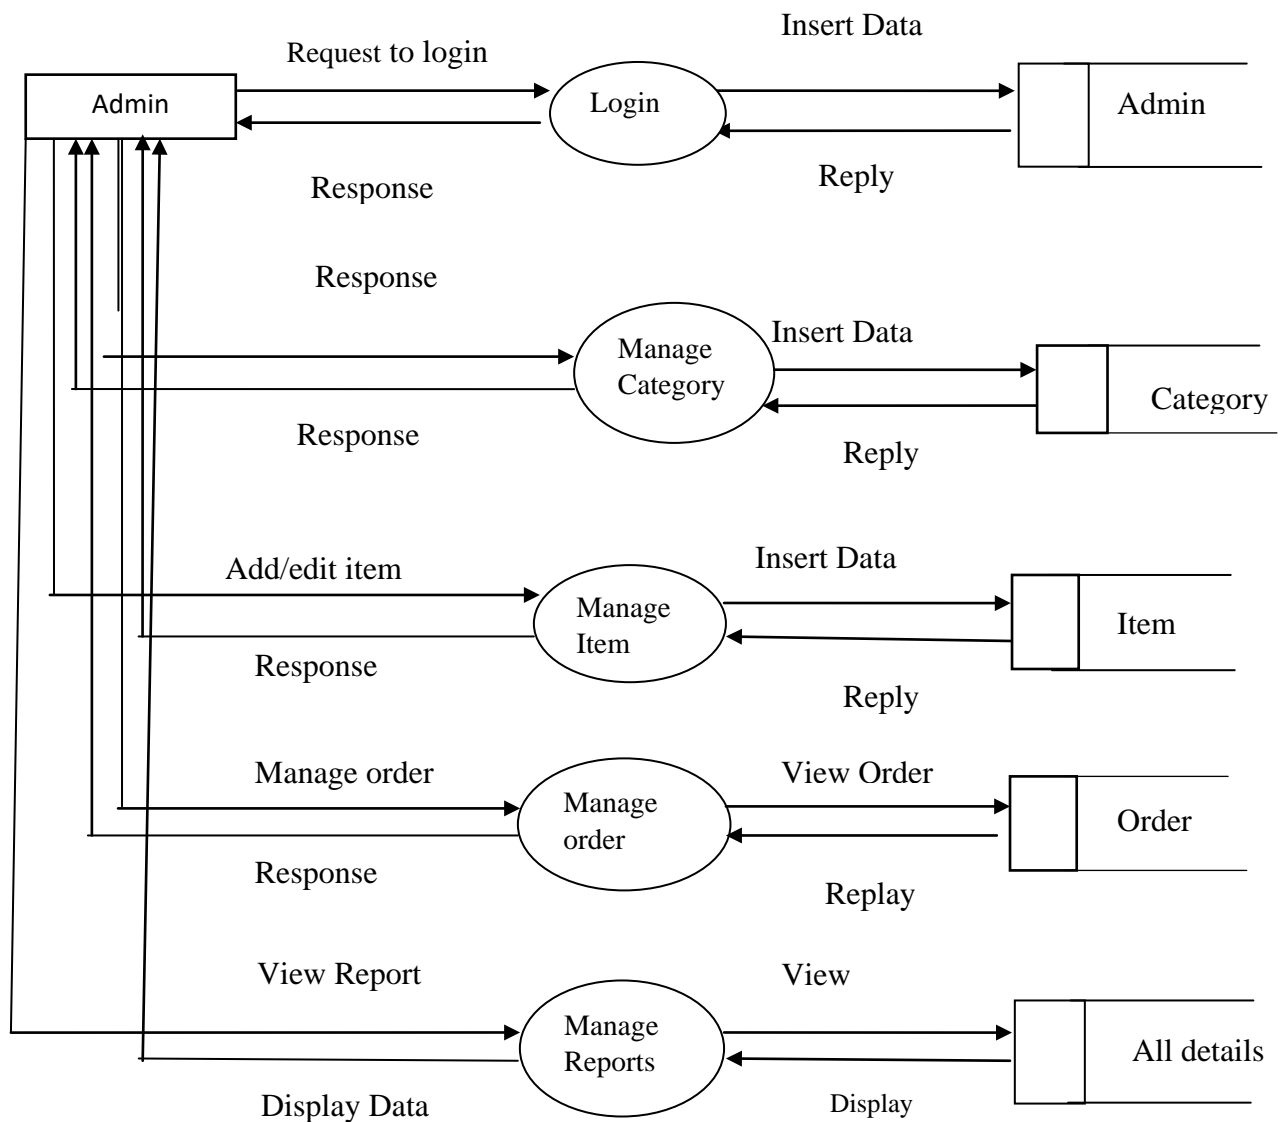 Insert Data
Request to login
Admin
Login
Admin
Response
Reply
Response
Manage
Category
Insert Data
Category
Response
Reply
Add/edit item
Insert Data
Manage
Item
Item
Response
Reply
Manage order
View Order
Manage
order
Order
Response
Replay
View Report
View
Manage
Reports
All details
Display Data
Display